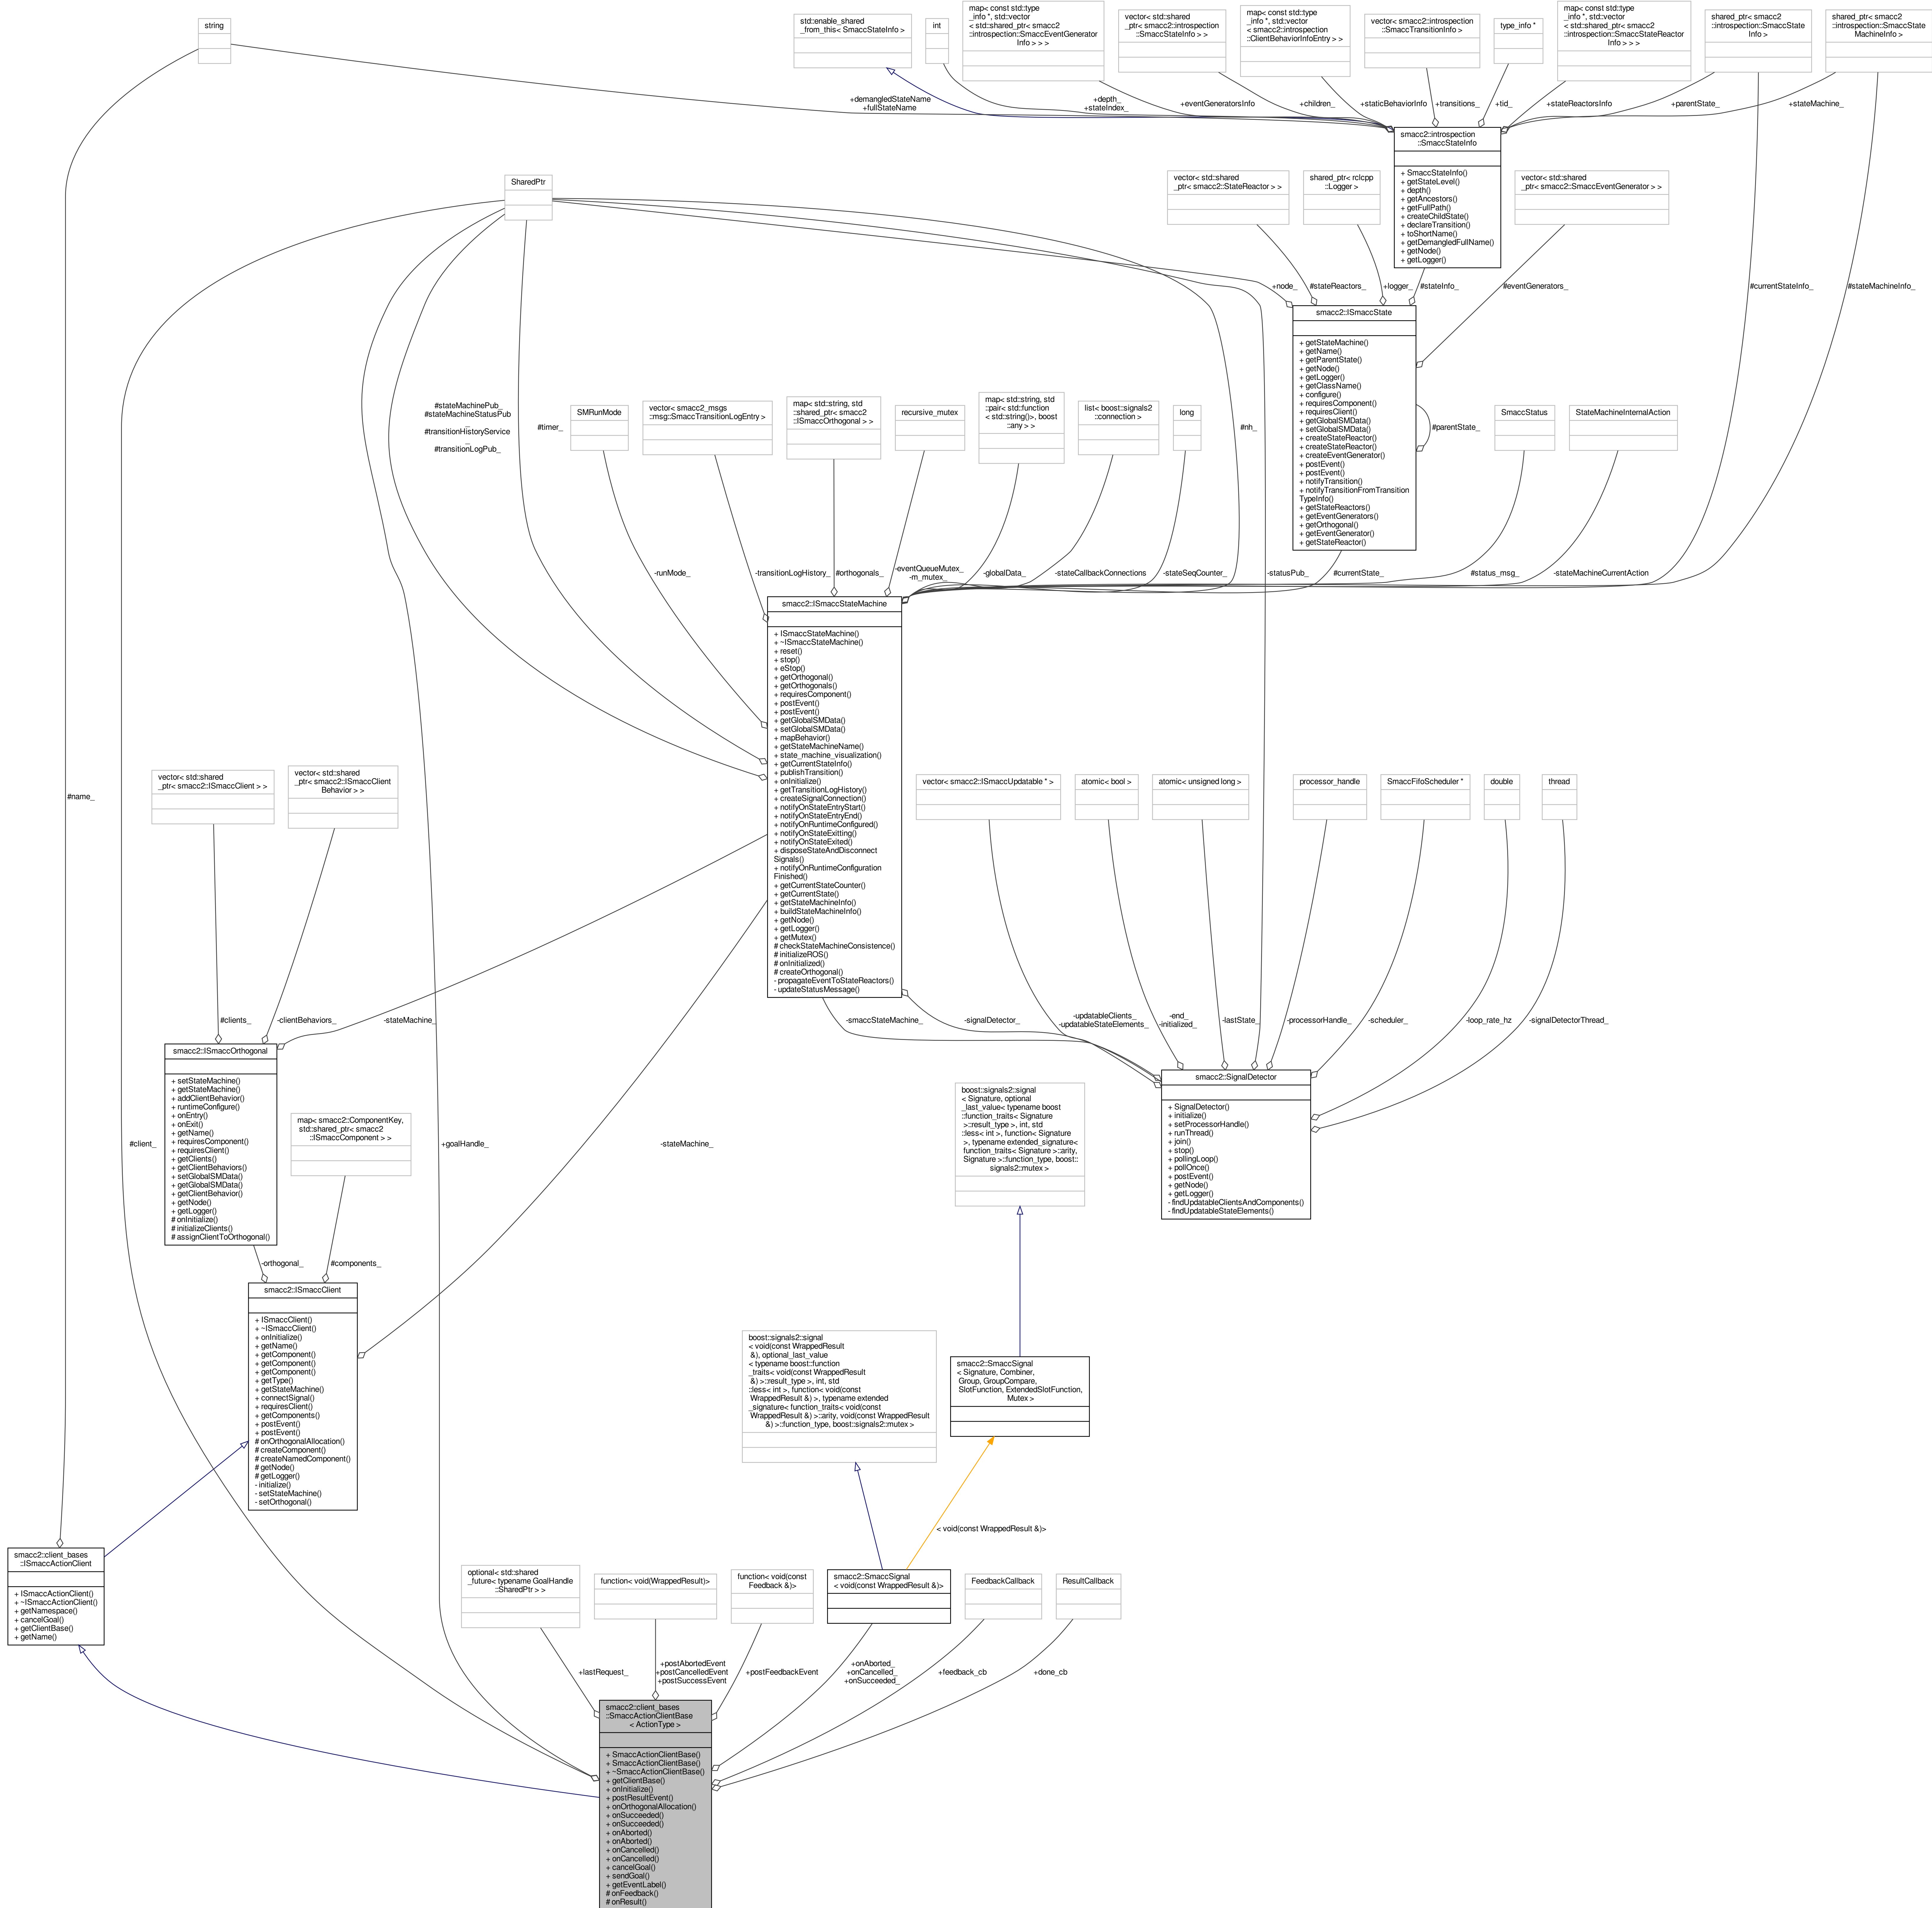 string
std::enable_shared
_from_this< SmaccStateInfo >
int
map< const std::type
_info *, std::vector
< std::shared_ptr< smacc2
::introspection::SmaccEventGenerator
Info > > >
vector< std::shared
_ptr< smacc2::introspection
::SmaccStateInfo > >
map< const std::type
_info *, std::vector
< smacc2::introspection
::ClientBehaviorInfoEntry > >
vector< smacc2::introspection
::SmaccTransitionInfo >
type_info *
map< const std::type
_info *, std::vector
< std::shared_ptr< smacc2
::introspection::SmaccStateReactor
Info > > >
shared_ptr< smacc2
::introspection::SmaccState
Info >
shared_ptr< smacc2
::introspection::SmaccState
MachineInfo >
+demangledStateName
+fullStateName
+depth_
+stateIndex_
+eventGeneratorsInfo
+children_
+staticBehaviorInfo
+transitions_
+tid_
+stateReactorsInfo
+parentState_
+stateMachine_
smacc2::introspection
::SmaccStateInfo
+ SmaccStateInfo()
+ getStateLevel()
+ depth()
+ getAncestors()
+ getFullPath()
+ createChildState()
+ declareTransition()
+ toShortName()
+ getDemangledFullName()
+ getNode()
+ getLogger()
SharedPtr
vector< std::shared
_ptr< smacc2::StateReactor > >
shared_ptr< rclcpp
::Logger >
vector< std::shared
_ptr< smacc2::SmaccEventGenerator > >
+node_
#stateReactors_
+logger_
#stateInfo_
#eventGenerators_
#currentStateInfo_
#stateMachineInfo_
smacc2::ISmaccState
+ getStateMachine()
+ getName()
+ getParentState()
+ getNode()
+ getLogger()
+ getClassName()
+ configure()
+ requiresComponent()
+ requiresClient()
+ getGlobalSMData()
+ setGlobalSMData()
+ createStateReactor()
+ createStateReactor()
+ createEventGenerator()
+ postEvent()
+ postEvent()
+ notifyTransition()
+ notifyTransitionFromTransition
TypeInfo()
+ getStateReactors()
+ getEventGenerators()
+ getOrthogonal()
+ getEventGenerator()
+ getStateReactor()
#parentState_
#stateMachinePub_
#stateMachineStatusPub
_
#transitionHistoryService
_
#transitionLogPub_
#timer_
SMRunMode
vector< smacc2_msgs
::msg::SmaccTransitionLogEntry >
map< std::string, std
::shared_ptr< smacc2
::ISmaccOrthogonal > >
recursive_mutex
map< std::string, std
::pair< std::function
< std::string()>, boost
::any > >
list< boost::signals2
::connection >
long
#nh_
SmaccStatus
StateMachineInternalAction
-runMode_
-transitionLogHistory_
#orthogonals_
-eventQueueMutex_
-m_mutex_
-globalData_
-stateCallbackConnections
-stateSeqCounter_
-statusPub_
#currentState_
#status_msg_
-stateMachineCurrentAction
smacc2::ISmaccStateMachine
+ ISmaccStateMachine()
+ ~ISmaccStateMachine()
+ reset()
+ stop()
+ eStop()
+ getOrthogonal()
+ getOrthogonals()
+ requiresComponent()
+ postEvent()
+ postEvent()
+ getGlobalSMData()
+ setGlobalSMData()
+ mapBehavior()
+ getStateMachineName()
+ state_machine_visualization()
+ getCurrentStateInfo()
+ publishTransition()
+ onInitialize()
+ getTransitionLogHistory()
+ createSignalConnection()
+ notifyOnStateEntryStart()
+ notifyOnStateEntryEnd()
+ notifyOnRuntimeConfigured()
+ notifyOnStateExitting()
+ notifyOnStateExited()
+ disposeStateAndDisconnect
Signals()
+ notifyOnRuntimeConfiguration
Finished()
+ getCurrentStateCounter()
+ getCurrentState()
+ getStateMachineInfo()
+ buildStateMachineInfo()
+ getNode()
+ getLogger()
+ getMutex()
# checkStateMachineConsistence()
# initializeROS()
# onInitialized()
# createOrthogonal()
- propagateEventToStateReactors()
- updateStatusMessage()
#name_
vector< std::shared
_ptr< smacc2::ISmaccClient > >
vector< std::shared
_ptr< smacc2::ISmaccClient
Behavior > >
vector< smacc2::ISmaccUpdatable * >
atomic< bool >
atomic< unsigned long >
processor_handle
SmaccFifoScheduler *
double
thread
#clients_
-clientBehaviors_
-stateMachine_
-smaccStateMachine_
-signalDetector_
-updatableClients_
-updatableStateElements_
-end_
-initialized_
-lastState_
-processorHandle_
-scheduler_
-loop_rate_hz
-signalDetectorThread_
smacc2::ISmaccOrthogonal
+ setStateMachine()
+ getStateMachine()
+ addClientBehavior()
+ runtimeConfigure()
+ onEntry()
+ onExit()
+ getName()
+ requiresComponent()
+ requiresClient()
+ getClients()
+ getClientBehaviors()
+ setGlobalSMData()
+ getGlobalSMData()
+ getClientBehavior()
+ getNode()
+ getLogger()
# onInitialize()
# initializeClients()
# assignClientToOrthogonal()
map< smacc2::ComponentKey,
std::shared_ptr< smacc2
::ISmaccComponent > >
#client_
+goalHandle_
-stateMachine_
boost::signals2::signal
< Signature, optional
_last_value< typename boost
::function_traits< Signature
>::result_type >, int, std
::less< int >, function< Signature
>, typename extended_signature<
function_traits< Signature >::arity,
Signature >::function_type, boost::
signals2::mutex >
smacc2::SignalDetector
+ SignalDetector()
+ initialize()
+ setProcessorHandle()
+ runThread()
+ join()
+ stop()
+ pollingLoop()
+ pollOnce()
+ postEvent()
+ getNode()
+ getLogger()
- findUpdatableClientsAndComponents()
- findUpdatableStateElements()
-orthogonal_
#components_
smacc2::ISmaccClient
+ ISmaccClient()
+ ~ISmaccClient()
+ onInitialize()
+ getName()
+ getComponent()
+ getComponent()
+ getComponent()
+ getType()
+ getStateMachine()
+ connectSignal()
+ requiresClient()
+ getComponents()
+ postEvent()
+ postEvent()
# onOrthogonalAllocation()
# createComponent()
# createNamedComponent()
# getNode()
# getLogger()
- initialize()
- setStateMachine()
- setOrthogonal()
boost::signals2::signal
< void(const WrappedResult
&), optional_last_value
< typename boost::function
_traits< void(const WrappedResult
&) >::result_type >, int, std
::less< int >, function< void(const
WrappedResult &) >, typename extended
_signature< function_traits< void(const
WrappedResult &) >::arity, void(const WrappedResult
&) >::function_type, boost::signals2::mutex >
smacc2::SmaccSignal
< Signature, Combiner,
Group, GroupCompare,
SlotFunction, ExtendedSlotFunction,
Mutex >
< void(const WrappedResult &)>
smacc2::client_bases
::ISmaccActionClient
+ ISmaccActionClient()
+ ~ISmaccActionClient()
+ getNamespace()
+ cancelGoal()
+ getClientBase()
+ getName()
optional< std::shared
_future< typename GoalHandle
::SharedPtr > >
function< void(WrappedResult)>
function< void(const
Feedback &)>
smacc2::SmaccSignal
< void(const WrappedResult &)>
FeedbackCallback
ResultCallback
+lastRequest_
+postAbortedEvent
+postCancelledEvent
+postSuccessEvent
+postFeedbackEvent
+onAborted_
+onCancelled_
+onSucceeded_
+feedback_cb
+done_cb
smacc2::client_bases
::SmaccActionClientBase
< ActionType >
+ SmaccActionClientBase()
+ SmaccActionClientBase()
+ ~SmaccActionClientBase()
+ getClientBase()
+ onInitialize()
+ postResultEvent()
+ onOrthogonalAllocation()
+ onSucceeded()
+ onSucceeded()
+ onAborted()
+ onAborted()
+ onCancelled()
+ onCancelled()
+ cancelGoal()
+ sendGoal()
+ getEventLabel()
# onFeedback()
# onResult()